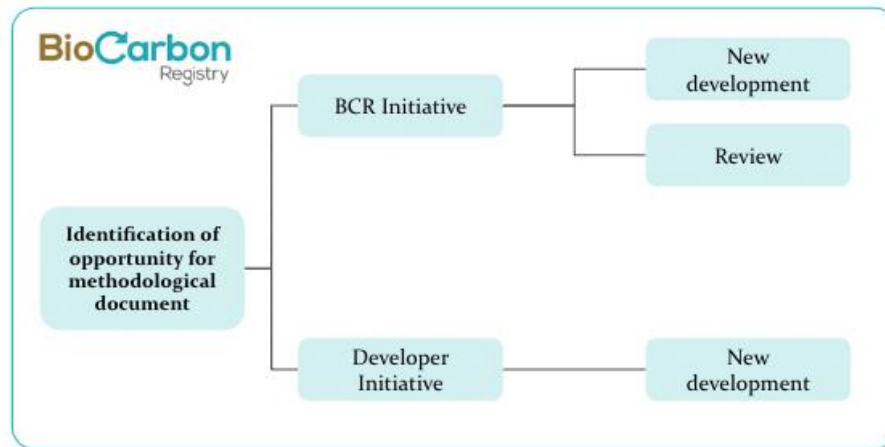 BioCarbon
Registry
New
development
BCR Initiative
Review
Identification of
opportunity for
methodological
document
Developer
Initiative
New
development